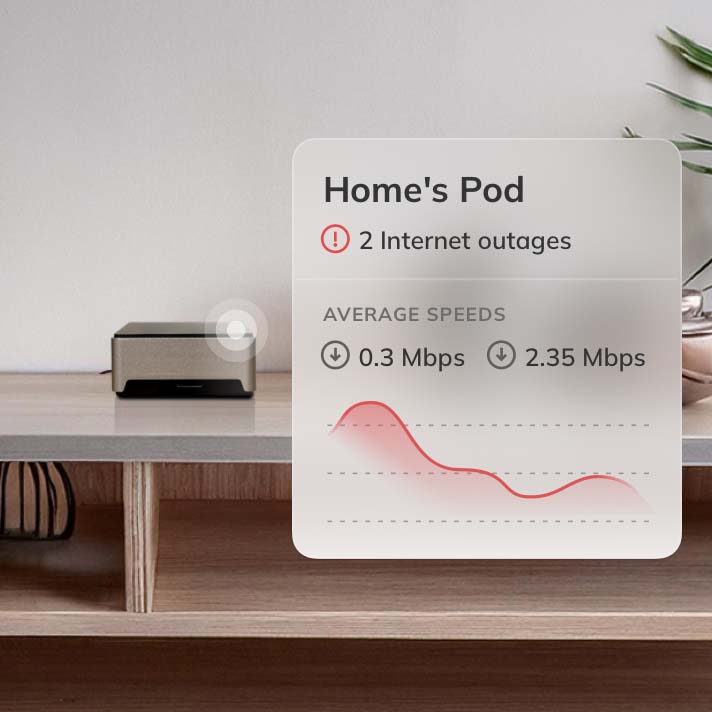 Home's Pod
2 Internet outages
AVERAGE SPEEDS
0.3 Mbps 2.35 Mbps